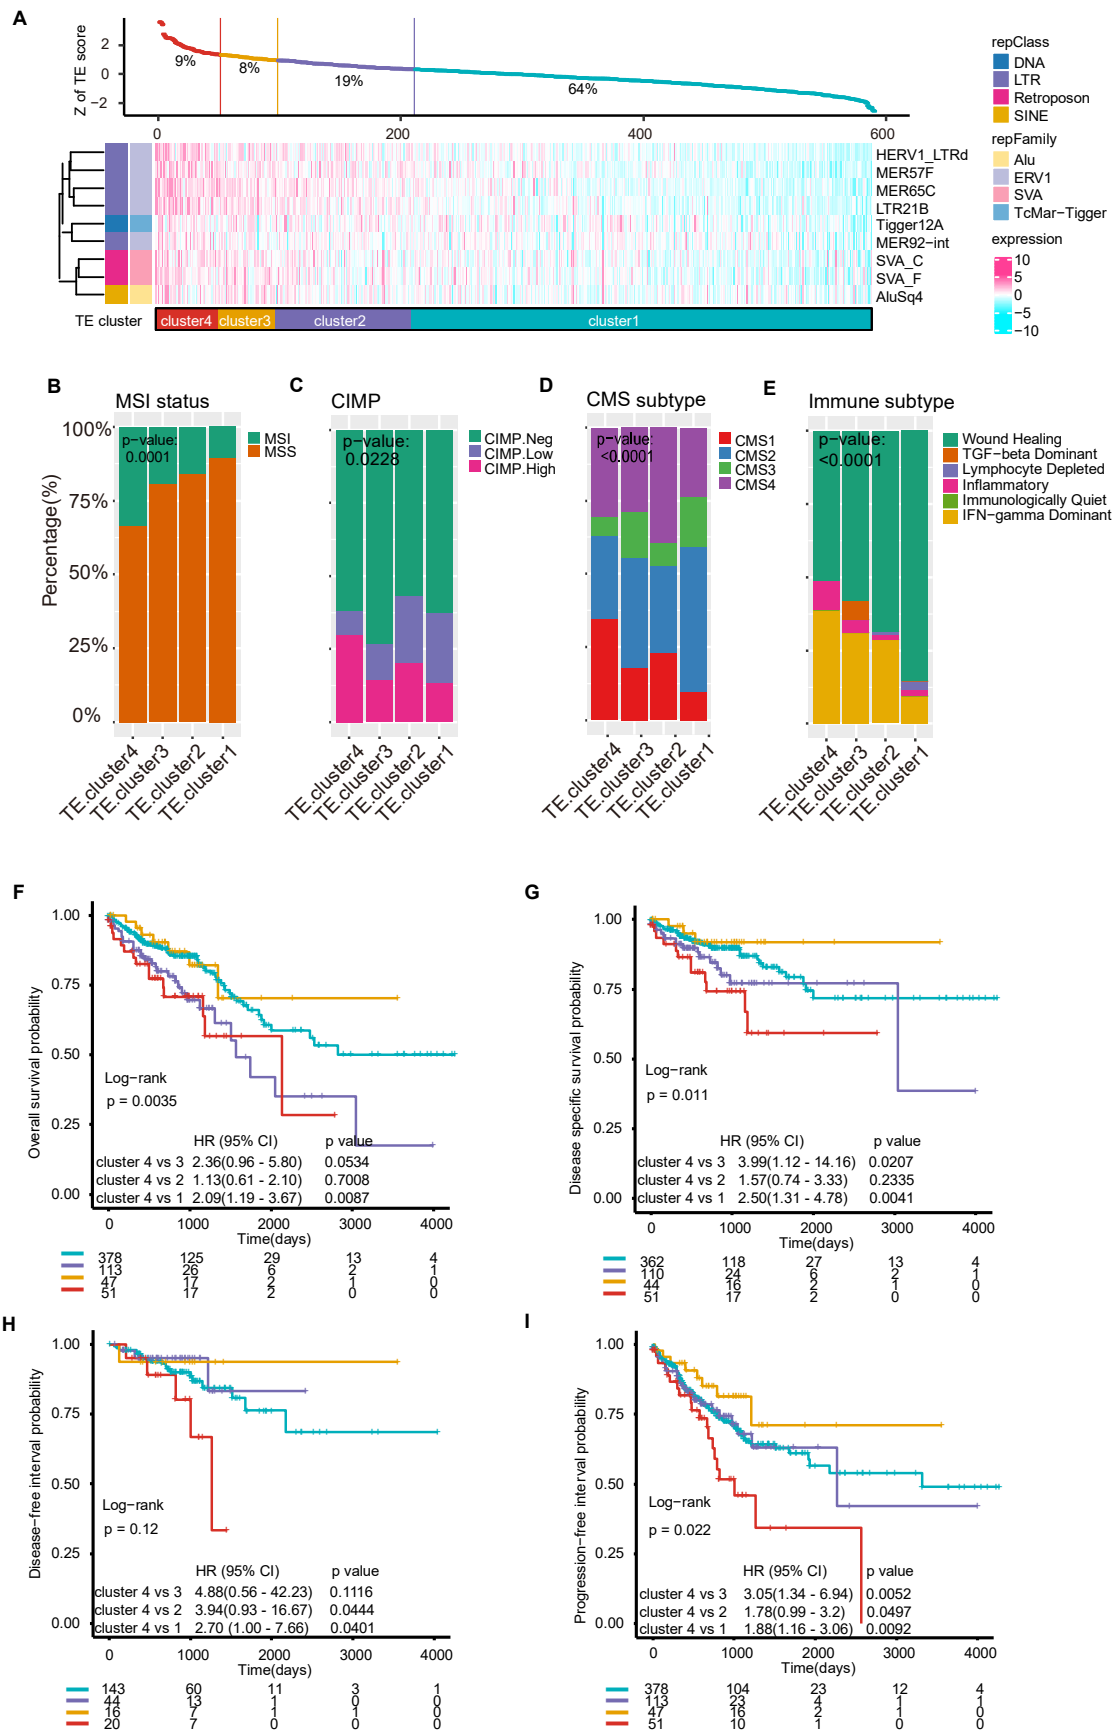 A
Z of TE score
2
0
−2
9%
8%
19%
64%
0
200
400
600
HERV1_LTRd
MER57F
MER65C
LTR21B
Tigger12A
MER92−int
SVA_C
SVA_F
AluSq4
TE cluster
cluster4
cluster3
cluster2
cluster1
repClass
DNA
LTR
Retroposon
SINE
repFamily
Alu
ERV1
SVA
TcMar−Tigger
expression
10
5
0
−5
−10
B
MSI status
Percentage(%)
100%
75%
50%
25%
0%
p−value:
0.0001
MSI
MSS
TE.cluster4
TE.cluster3
TE.cluster2
TE.cluster1
C
CIMP
p−value:
0.0228
CIMP.Neg
CIMP.Low
CIMP.High
TE.cluster4
TE.cluster3
TE.cluster2
TE.cluster1
D
CMS subtype
p−value:
<0.0001
CMS1
CMS2
CMS3
CMS4
TE.cluster4
TE.cluster3
TE.cluster2
TE.cluster1
E
Immune subtype
p−value:
<0.0001
Wound Healing
TGF−beta Dominant
Lymphocyte Depleted
Inflammatory
Immunologically Quiet
IFN−gamma Dominant
TE.cluster4
TE.cluster3
TE.cluster2
TE.cluster1
F
Overall survival probability
1.00
0.75
0.50
0.25
0.00
Log−rank
p = 0.0035
HR (95% CI) p value
cluster 4 vs 3 2.36(0.96 - 5.80) 0.0534
cluster 4 vs 2 1.13(0.61 - 2.10) 0.7008
cluster 4 vs 1 2.09(1.19 - 3.67) 0.0087
0 1000 2000 3000 4000
Time(days)
378 125 29 13 4
113 26 6 2 1
47 17 2 1 0
51 17 2 0 0
G
Disease specific survival probability
1.00
0.75
0.50
0.25
0.00
Log−rank
p = 0.011
HR (95% CI) p value
cluster 4 vs 3 3.99(1.12 - 14.16) 0.0207
cluster 4 vs 2 1.57(0.74 - 3.33) 0.2335
cluster 4 vs 1 2.50(1.31 - 4.78) 0.0041
0 1000 2000 3000 4000
Time(days)
362 118 27 13 4
110 24 6 2 1
44 16 2 1 0
51 17 2 0 0
H
Disease−free interval probability
1.00
0.75
0.50
0.25
0.00
Log−rank
p = 0.12
HR (95% CI) p value
cluster 4 vs 3 4.88(0.56 - 42.23) 0.1116
cluster 4 vs 2 3.94(0.93 - 16.67) 0.0444
cluster 4 vs 1 2.70 (1.00 - 7.66) 0.0401
0 1000 2000 3000 4000
Time(days)
143 60 11 3 1
44 13 1 1 0
16 7 1 1 0
20 7 0 0 0
I
Progression−free interval probability
1.00
0.75
0.50
0.25
0.00
Log−rank
p = 0.022
HR (95% CI) p value
cluster 4 vs 3 3.05(1.34 - 6.94) 0.0052
cluster 4 vs 2 1.78(0.99 - 3.2) 0.0497
cluster 4 vs 1 1.88(1.16 - 3.06) 0.0092
0 1000 2000 3000 4000
Time(days)
378 104 23 12 4
113 23 4 1 1
47 16 2 1 0
51 10 1 0 0